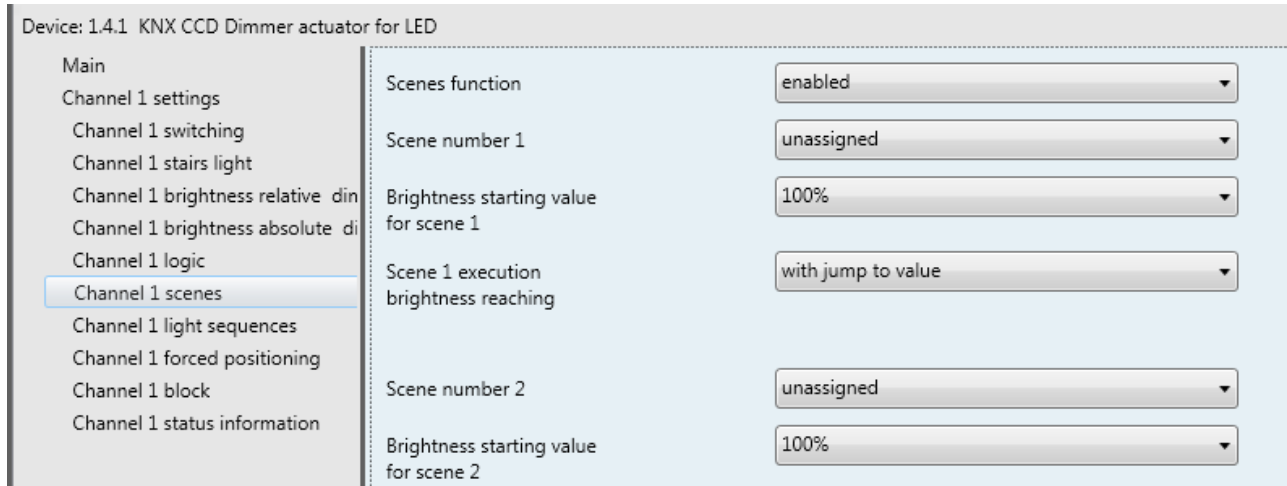 Device: 1.4.1 KNX CCD Dimmer actuator for LED
Main
Channel 1 settings
Channel 1 switching
Channel 1 stairs light
Channel 1 brightness relative din
Channel 1 brightness absolute di
Channel 1 logic
Channel 1 scenes
Channel 1 light sequences
Channel 1 forced positioning
Channel 1 block
Channel 1 status information
Scenes function
enabled
Scene number 1
unassigned
Brightness starting value
for scene 1
100%
Scene 1 execution
brightness reaching
with jump to value
Scene number 2
unassigned
Brightness starting value
for scene 2
100%